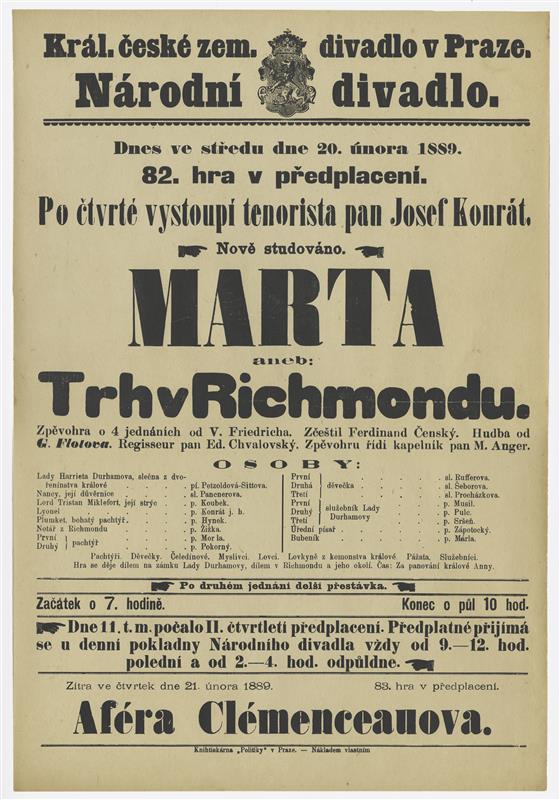 Král. české zem. divadlo v Praze.
Národní divadlo.
Dnes ve středu dne 20. února 1889.
82. hra v předplacení.
Po čtvrté vystoupí tenorista pan Josef Konrát.
Nově studováno.
MARTA
aneb:
Trh v Richmondu.
Zpěvohra o 4 jednáních od V. Friedricha. Zčeštil Ferdinand Čenský. Hudba od
G. Flotova. Regisseur pan Ed. Chvalovský. Zpěvohru řídí kapelník pan M. Anger.
OSOBY:
Lady Harrieta Durhamova, slečna z dvo-
řenínstva králové . . . . pí. Petzoldová-Sittova.
Nancy, její důvěrnice . . . . sl. Pancnerova.
Lord Tristan Miklefort, její strýc . . p. Koubek.
Lyonel . . . . p. Konrát j. h.
Plumket, bohatý pachtýř . . . . p. Hynek.
Notář z Richmondu . . . . p. Žižka.
První } pachtýř . . . . p. Mor la.
Druhý } . . . . p. Pokorný.
První } děvečka . . . . sl. Rufferova.
Druhá } . . . . sl. Šeborova.
Třetí } . . . . sl. Procházkova.
První } služebník Lady Durhamovy . . p. Musil.
Druhý } . . p. Pulc.
Třetí } . . p. Sršeň.
Úřední písař . . . . p. Zápotocký.
Bubeník . . . . p. Márla.
Pachtýři. Děvečky. Čeledínové. Myslivci. Lovci. Lovkyně z komonstva králové. Pážata. Služebníci.
Hra se děje dílem na zámku Lady Durhamovy, dílem v Richmondu a jeho okolí. Čas: Za panování králové Anny.
Po druhém jednání delší přestávka.
Začátek o 7. hodině. Konec o půl 10 hod.
Dne 11. t. m. počalo II. čtvrtletí předplacení. Předplatné přijímá
se u denní pokladny Národního divadla vždy od 9.—12. hod.
polední a od 2.—4. hod. odpůldne.
Zítra ve čtvrtek dne 21. února 1889. 83. hra v předplacení.
Aféra Clémenceauova.
Knihtiskárna „Politiky“ v Praze. — Nákladem vlastním